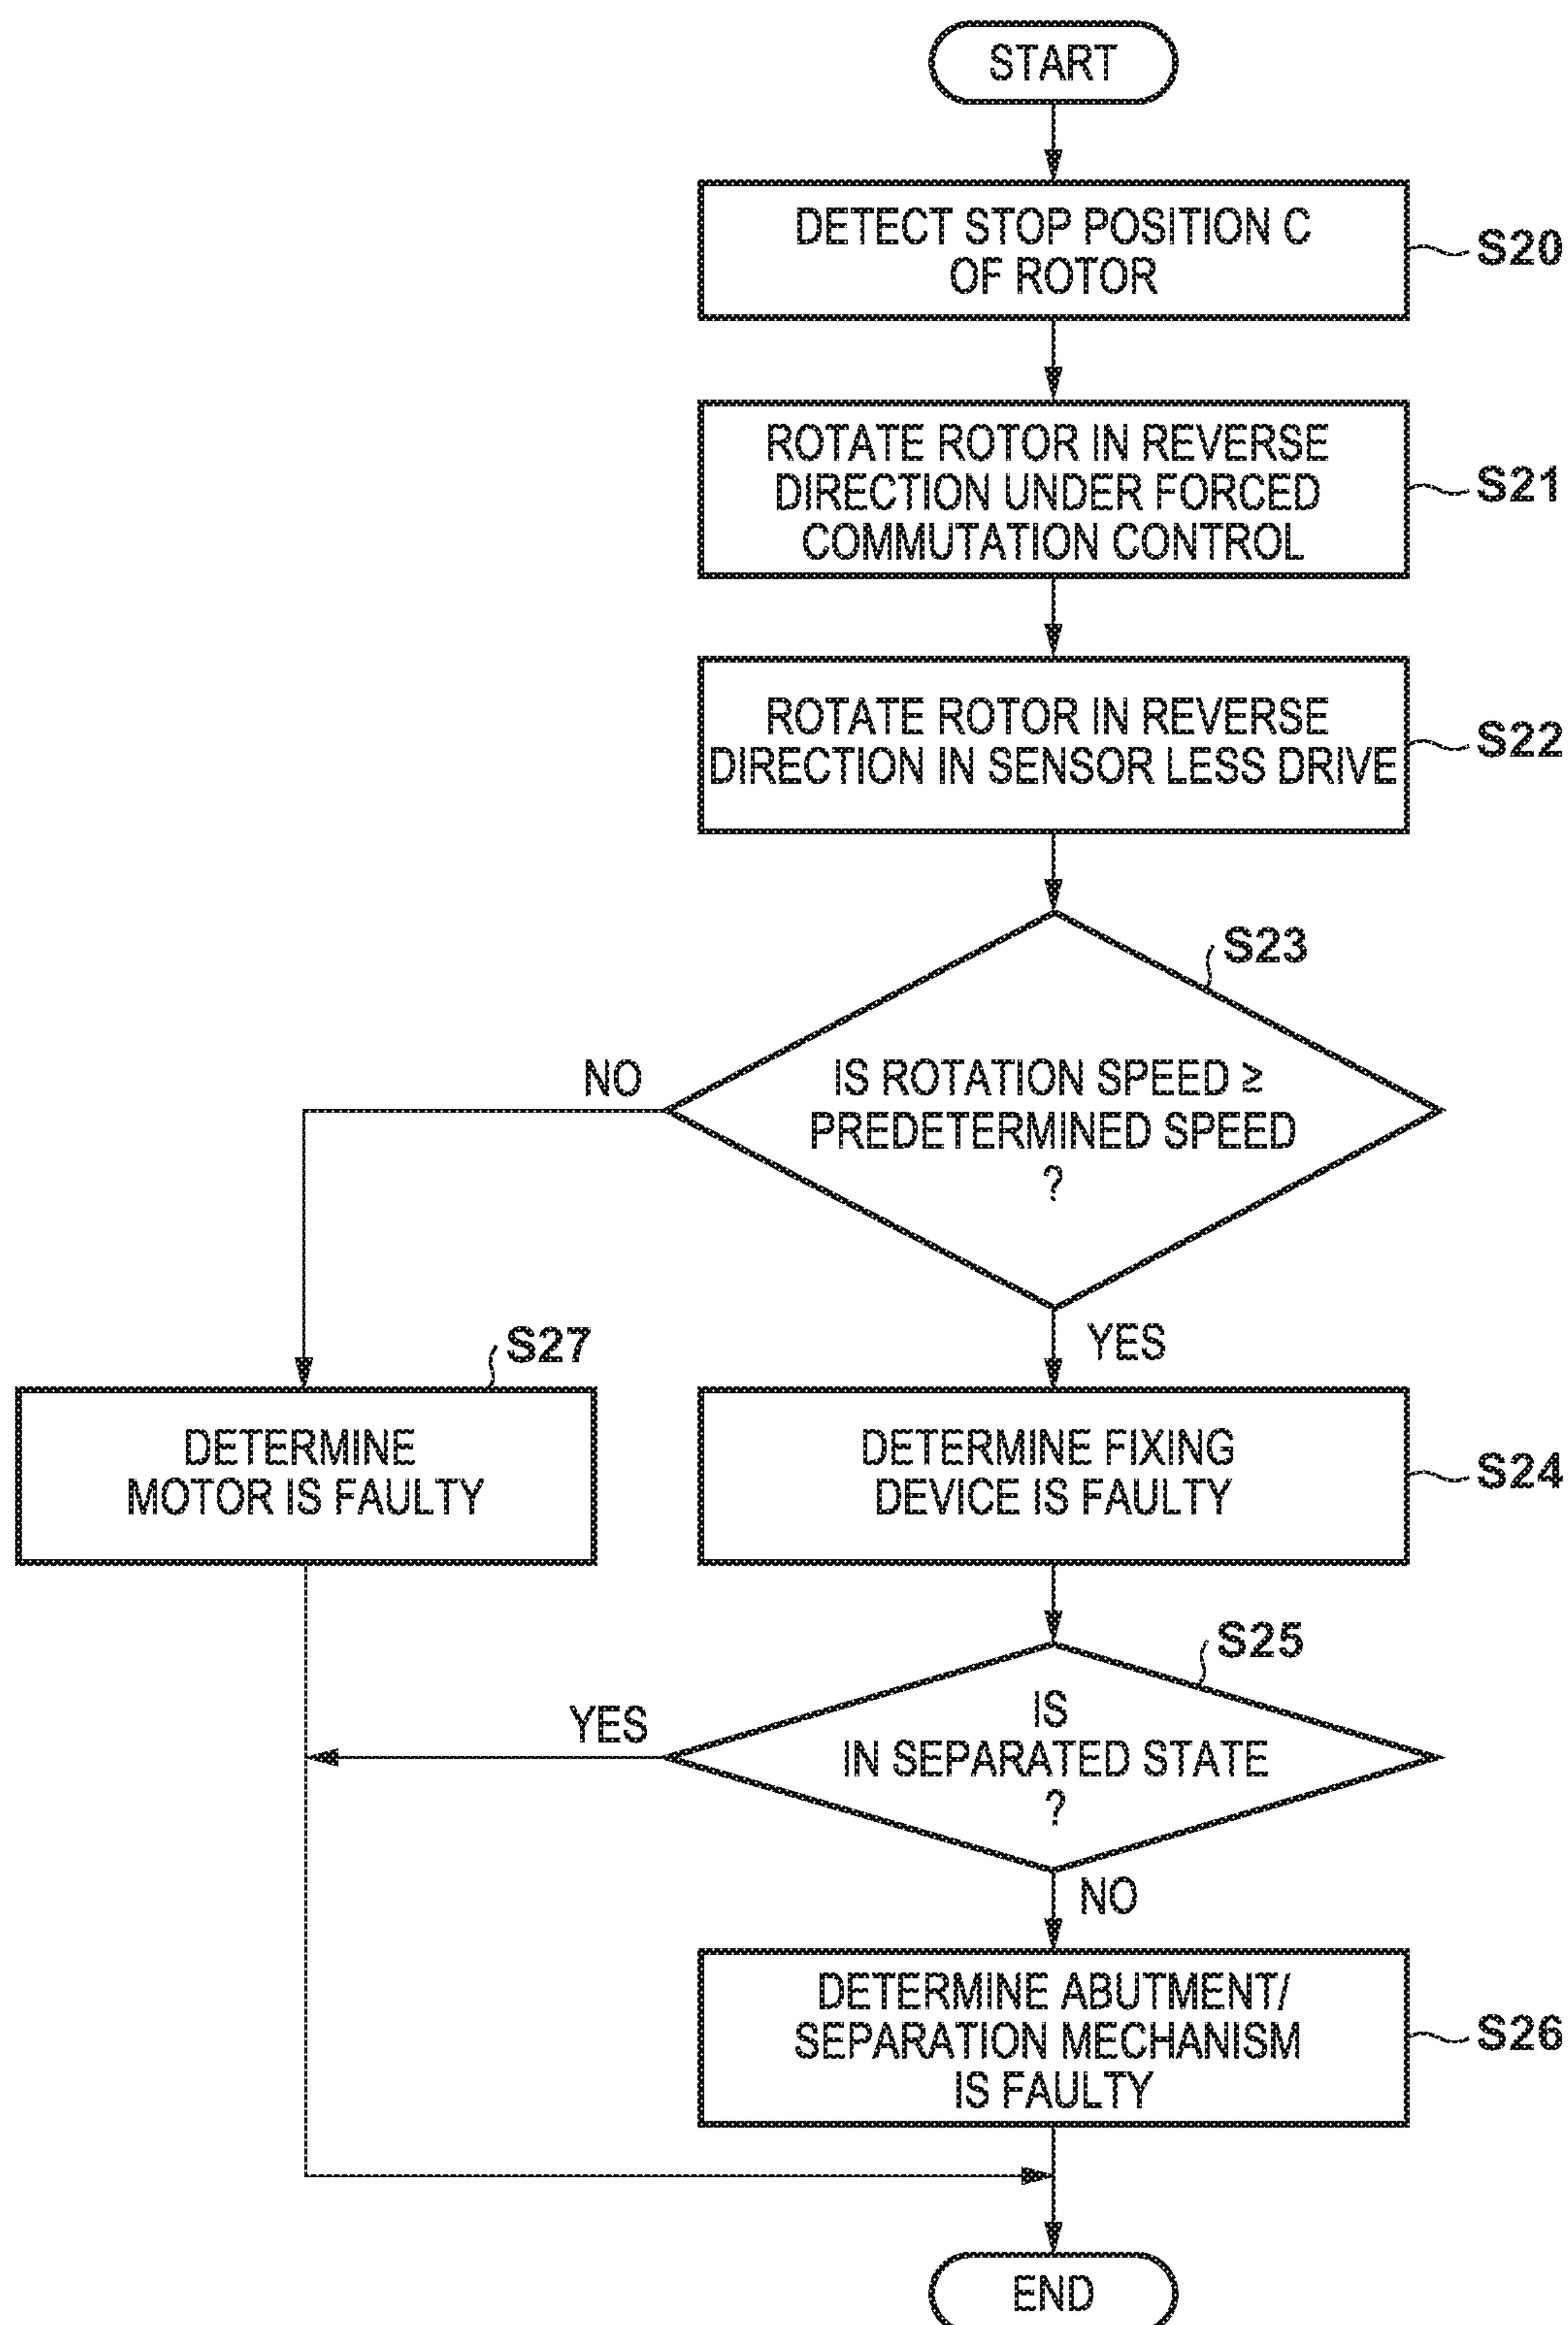 START
DETECT STOP POSITION C
OF ROTOR
S20
ROTATE ROTOR IN REVERSE
DIRECTION UNDER FORCED
COMMUTATION CONTROL
S21
ROTATE ROTOR IN REVERSE
DIRECTION IN SENSOR LESS DRIVE
S22
S23
IS ROTATION SPEED ≥
PREDETERMINED SPEED
?
NO
YES
S27
DETERMINE
MOTOR IS FAULTY
DETERMINE FIXING
DEVICE IS FAULTY
S24
S25
IS
IN SEPARATED STATE
?
YES
NO
DETERMINE ABUTMENT/
SEPARATION MECHANISM
IS FAULTY
S26
END